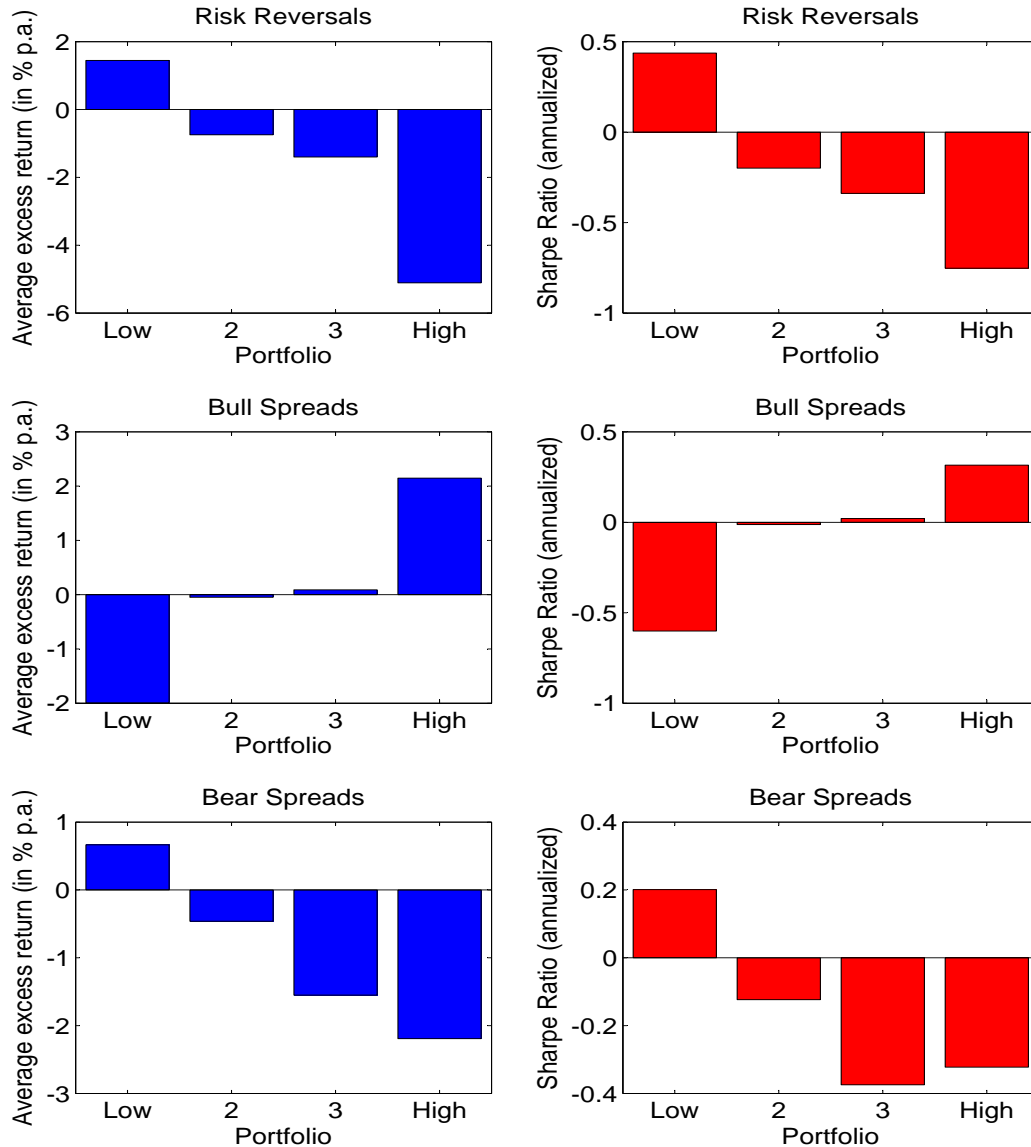 Risk Reversals
Average excess return (in % p.a.)
2
0
-2
-4
-6
Low 2 3 High
Portfolio
Risk Reversals
Sharpe Ratio (annualized)
0.5
0
-0.5
-1
Low 2 3 High
Portfolio
Bull Spreads
Average excess return (in % p.a.)
3
2
1
0
-1
-2
Low 2 3 High
Portfolio
Bull Spreads
Sharpe Ratio (annualized)
0.5
0
-0.5
-1
Low 2 3 High
Portfolio
Bear Spreads
Average excess return (in % p.a.)
1
0
-1
-2
-3
Low 2 3 High
Portfolio
Bear Spreads
Sharpe Ratio (annualized)
0.4
0.2
0
-0.2
-0.4
Low 2 3 High
Portfolio